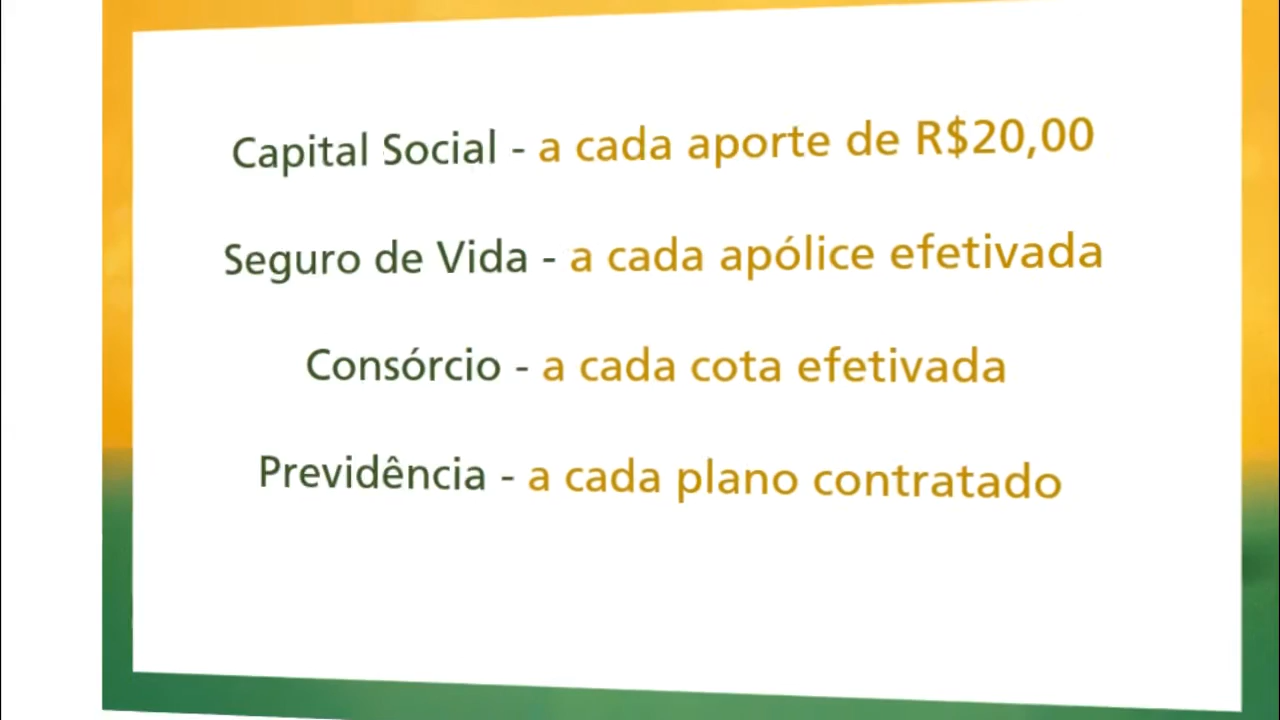 Capital Social - a cada aporte de R$20,00
Seguro de Vida - a cada apólice efetivada
Consórcio - a cada cota efetivada
Previdência - a cada plano contratado